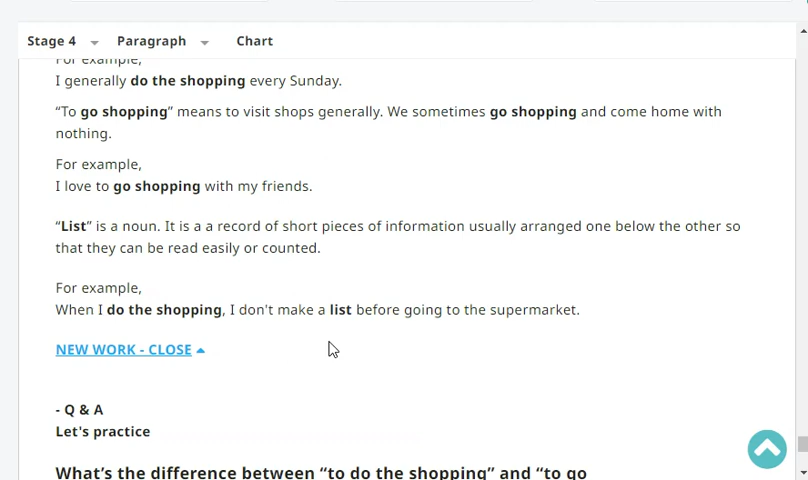 Stage 4 Paragraph Chart
For example,
I generally do the shopping every Sunday.
“To go shopping” means to visit shops generally. We sometimes go shopping and come home with
nothing.
For example,
I love to go shopping with my friends.
“List” is a noun. It is a a record of short pieces of information usually arranged one below the other so
that they can be read easily or counted.
For example,
When I do the shopping, I don't make a list before going to the supermarket.
NEW WORK - CLOSE
- Q & A
Let's practice
What’s the difference between “to do the shopping” and “to go